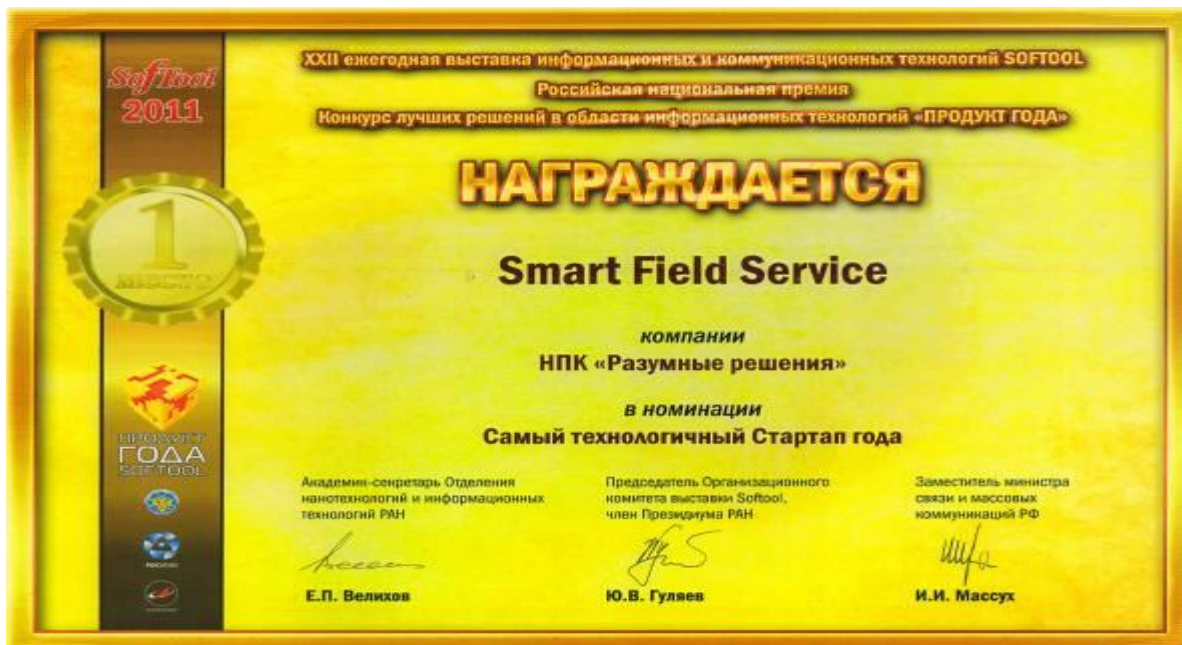 SofTool
2011
1
МЕСТО
ПРОДУКТ
ГОДА
SOFTOOL
XXII ежегодная выставка информационных и коммуникационных технологий SOFTOOL
Российская национальная премия
Конкурс лучших решений в области информационных технологий «ПРОДУКТ ГОДА»
НАГРАЖДАЕТСЯ
Smart Field Service
компании
НПК «Разумные решения»
в номинации
Самый технологичный Стартап года
Академик-секретарь Отделения
нанотехнологий и информационных
технологий РАН
Е.П. Велихов
Председатель Организационного
комитета выставки Softool,
член Президиума РАН
Ю.В. Гуляев
Заместитель министра
связи и массовых
коммуникаций РФ
И.И. Массух